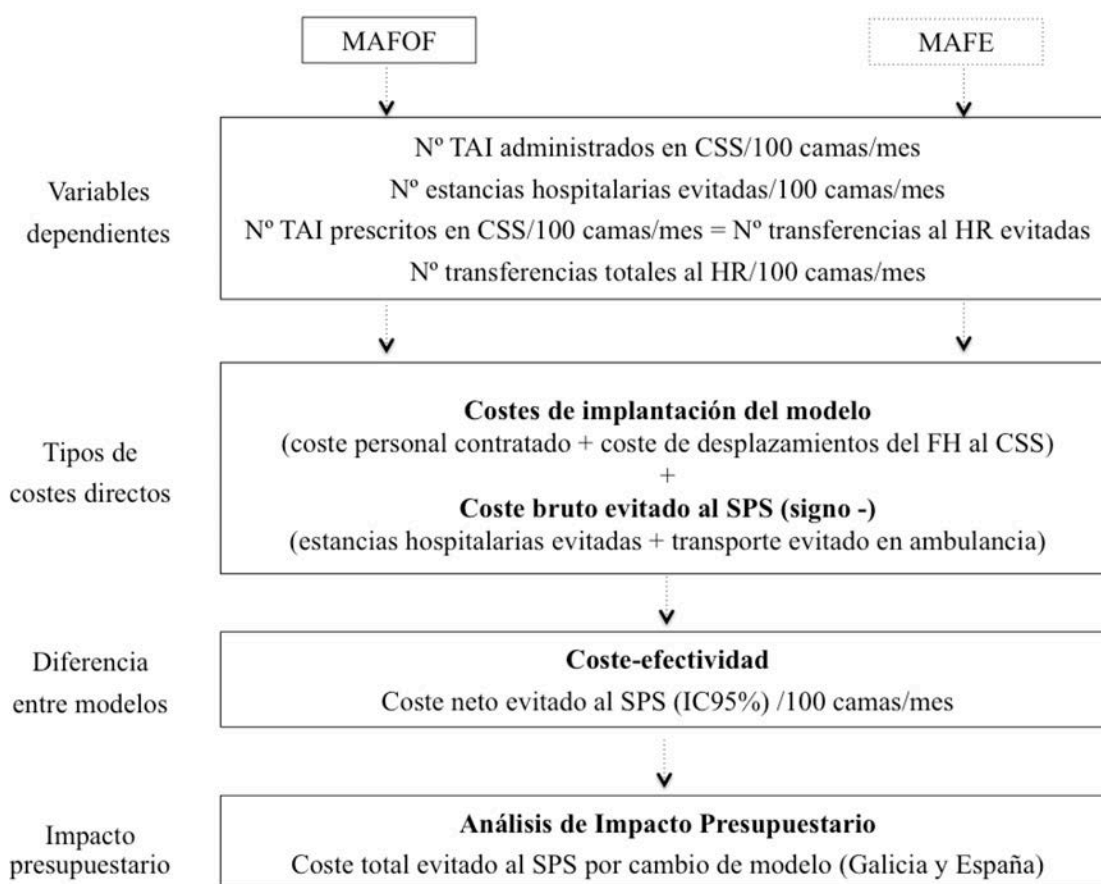 MAFOF
MAFE
Variables
dependientes
Nº TAI administrados en CSS/100 camas/mes
Nº estancias hospitalarias evitadas/100 camas/mes
Nº TAI prescritos en CSS/100 camas/mes = Nº transferencias al HR evitadas
Nº transferencias totales al HR/100 camas/mes
Tipos de
costes directos
Costes de implantación del modelo
(coste personal contratado + coste de desplazamientos del FH al CSS)
+
Coste bruto evitado al SPS (signo -)
(estancias hospitalarias evitadas + transporte evitado en ambulancia)
Diferencia
entre modelos
Coste-efectividad
Coste neto evitado al SPS (IC95%) /100 camas/mes
Impacto
presupuestario
Análisis de Impacto Presupuestario
Coste total evitado al SPS por cambio de modelo (Galicia y España)